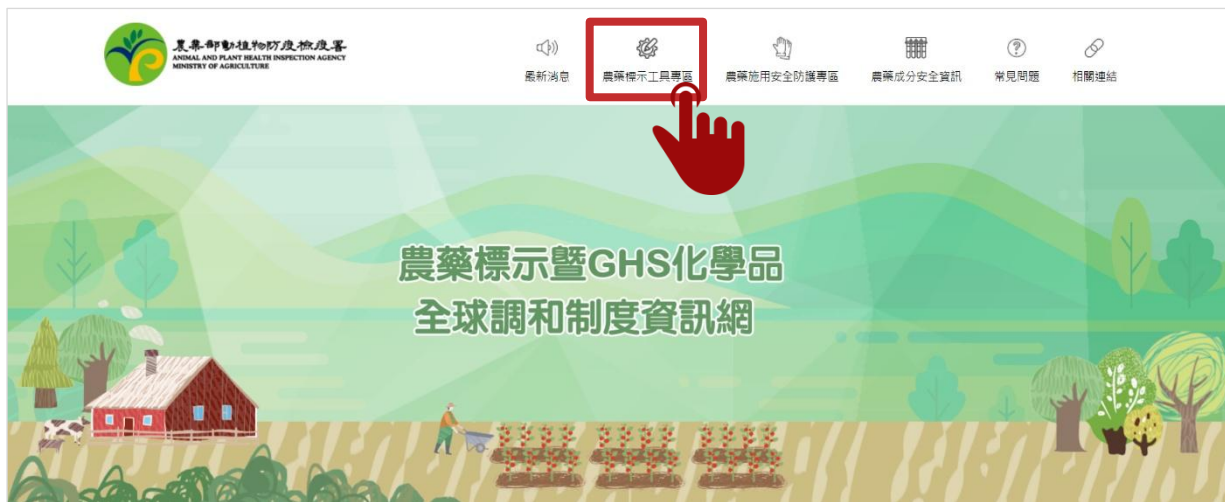 農業部動植物防疫檢疫署
ANIMAL AND PLANT HEALTH INSPECTION AGENCY
MINISTRY OF AGRICULTURE
最新消息
農藥標示工具專區
農藥施用安全防護專區
農藥成分安全資訊
常見問題
相關連結
農藥標示暨GHS化學品
全球調和制度資訊網